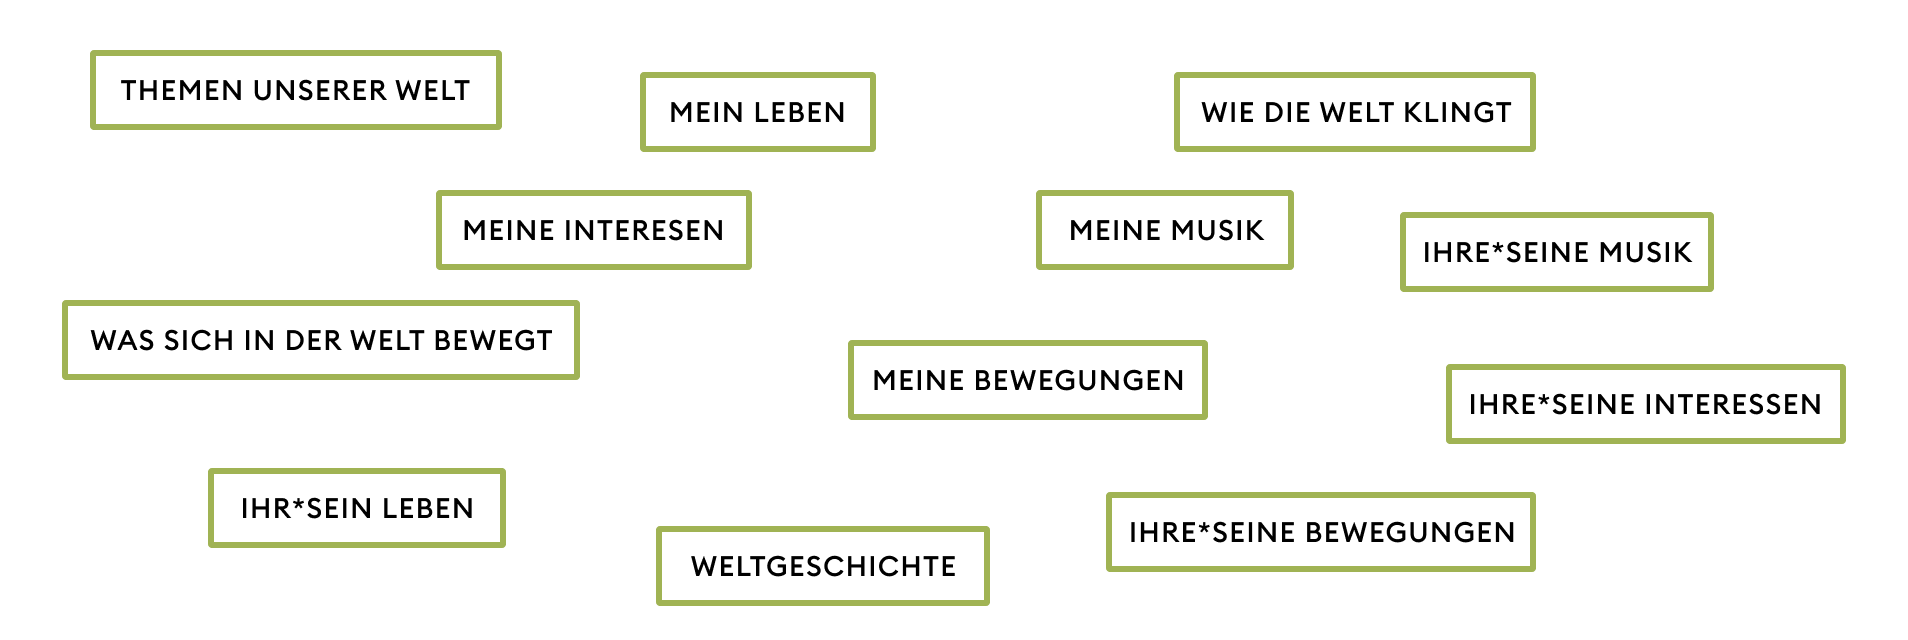 THEMEN UNSERER WELT
MEIN LEBEN
WIE DIE WELT KLINGT
MEINE INTERESEN
MEINE MUSIK
IHRE*SEINE MUSIK
WAS SICH IN DER WELT BEWEGT
MEINE BEWEGUNGEN
IHRE*SEINE INTERESSEN
IHR*SEIN LEBEN
IHRE*SEINE BEWEGUNGEN
WELTGESCHICHTE